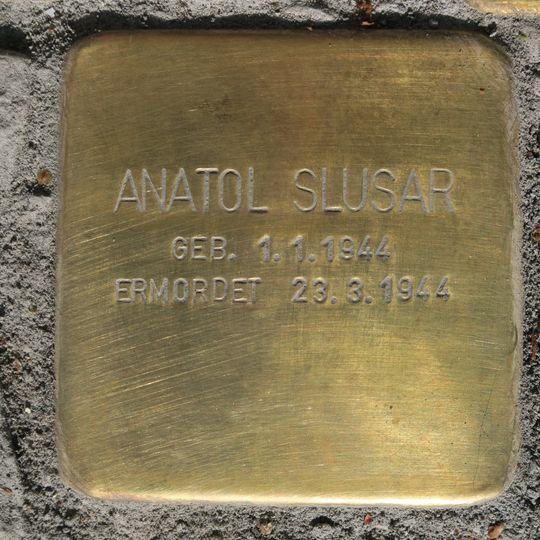 ANATOL SLUSAR
GEB. 1.1.1944
ERMORDET 23.3.1944